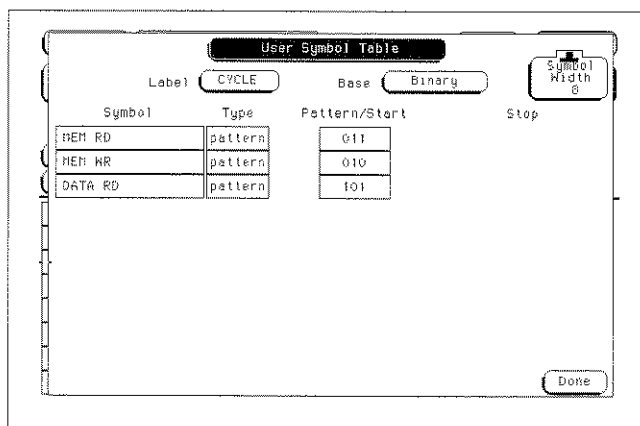 User Symbol Table
Label CYCLE Base Binary Symbol Width 8
Symbol Type Pattern/Start Stop
MEM RD pattern 011
MEM WR pattern 010
DATA RD pattern 101
Done